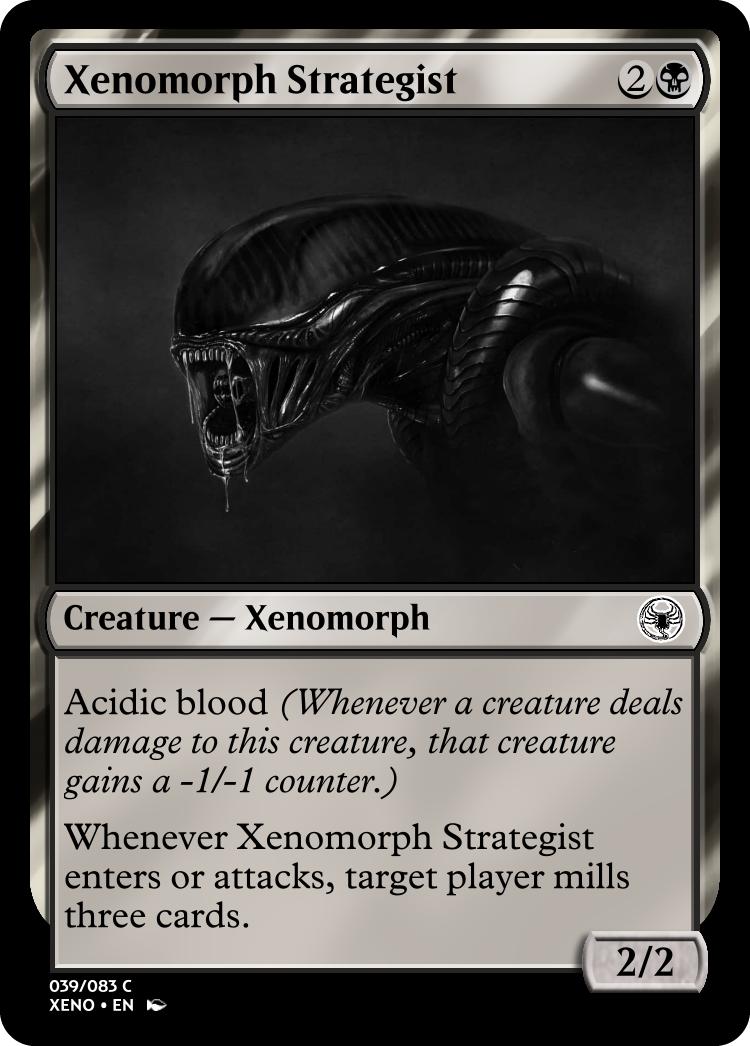 Xenomorph Strategist 2
Creature — Xenomorph
Acidic blood (Whenever a creature deals
damage to this creature, that creature
gains a -1/-1 counter.)
Whenever Xenomorph Strategist
enters or attacks, target player mills
three cards.
2/2
039/083 C
XENO • EN